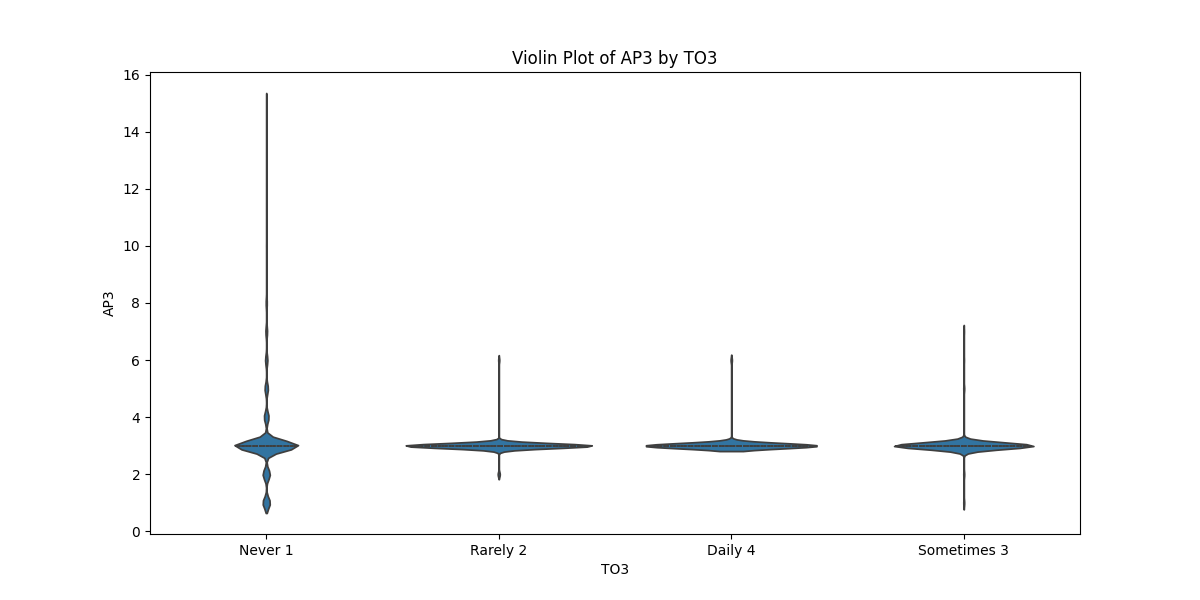 Violin Plot of AP3 by TO3
16
14
12
10
8
6
4
2
0
AP3
Never 1
Rarely 2
Daily 4
Sometimes 3
TO3